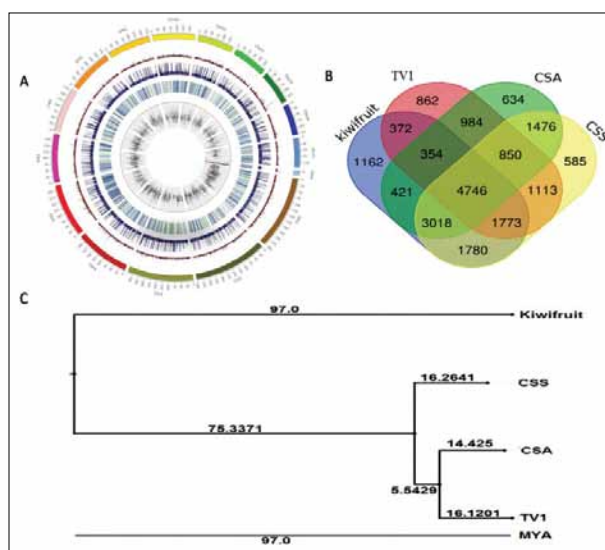 A
B
TV1
CSA
kiwifruit
CSS
862
634
372
984
1476
1162
354
850
585
421
4746
1113
3018
1773
1780
C
97.0
Kiwifruit
16.2641
CSS
75.3371
14.425
CSA
5.5429
16.1201
TV1
MYA
97.0